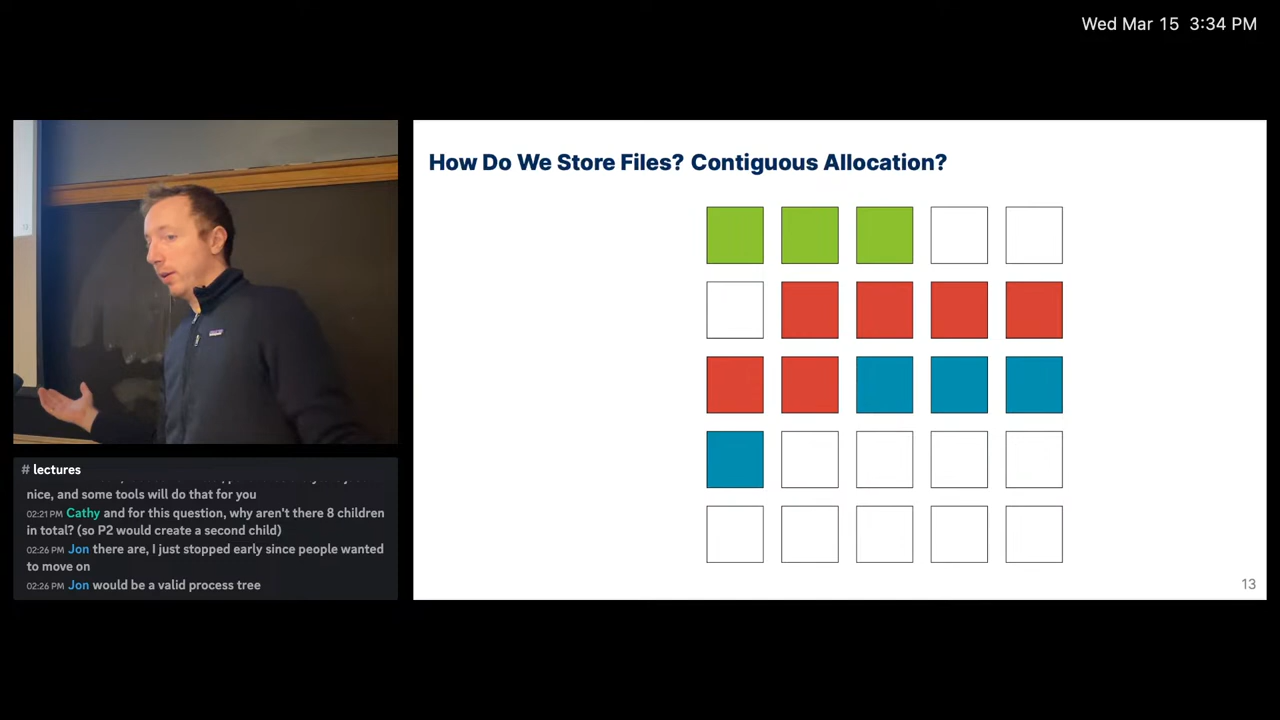 Wed Mar 15 3:34 PM
How Do We Store Files? Contiguous Allocation?
# lectures
nice, and some tools will do that for you
02:21 PM Cathy and for this question, why aren't there 8 children
in total? (so P2 would create a second child)
02:26 PM Jon there are, I just stopped early since people wanted
to move on
02:26 PM Jon would be a valid process tree
13